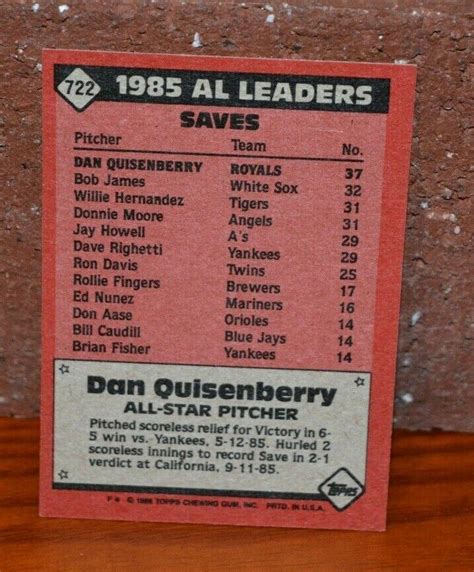 722
1985 AL LEADERS
SAVES
Pitcher Team No.
DAN QUISENBERRY ROYALS 37
Bob James White Sox 32
Willie Hernandez Tigers 31
Donnie Moore Angels 31
Jay Howell A's 29
Dave Righetti Yankees 29
Ron Davis Twins 25
Rollie Fingers Brewers 17
Ed Nunez Mariners 16
Don Aase Orioles 14
Bill Caudill Blue Jays 14
Brian Fisher Yankees 14
Dan Quisenberry
ALL-STAR PITCHER
Pitched scoreless relief for Victory in 6-
5 win vs. Yankees, 5-12-85. Hurled 2
scoreless innings to record Save in 2-1
verdict at California, 9-11-85.
TOPPS
© 1986 TOPPS CHEWING GUM, INC. PRTD. IN U.S.A.